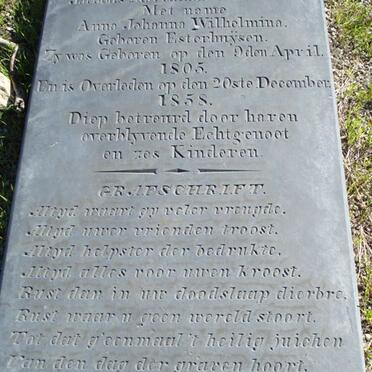 Met name
Anna Johanna Wilhelmina.
Geboren Esterhuysen.
Zy was Geboren op den 9den April.
1805.
En is Overleden op den 20ste December
1858.
Diep betreurd door haren
overblyvende Echtgenoot
en zes Kinderen.
GRAFSCHRIFT.
Altyd waart gy veler vreugde.
Altyd uwer vrienden troost.
Altyd helpster der bedrukte.
Altyd alles voor uwen kroost.
Rust dan in uw doodslaap dierbre,
Rust waar u geen wereld stoort.
Tot dat g'eenmaal 't heilig juichen
Van den dag der graven hoort.